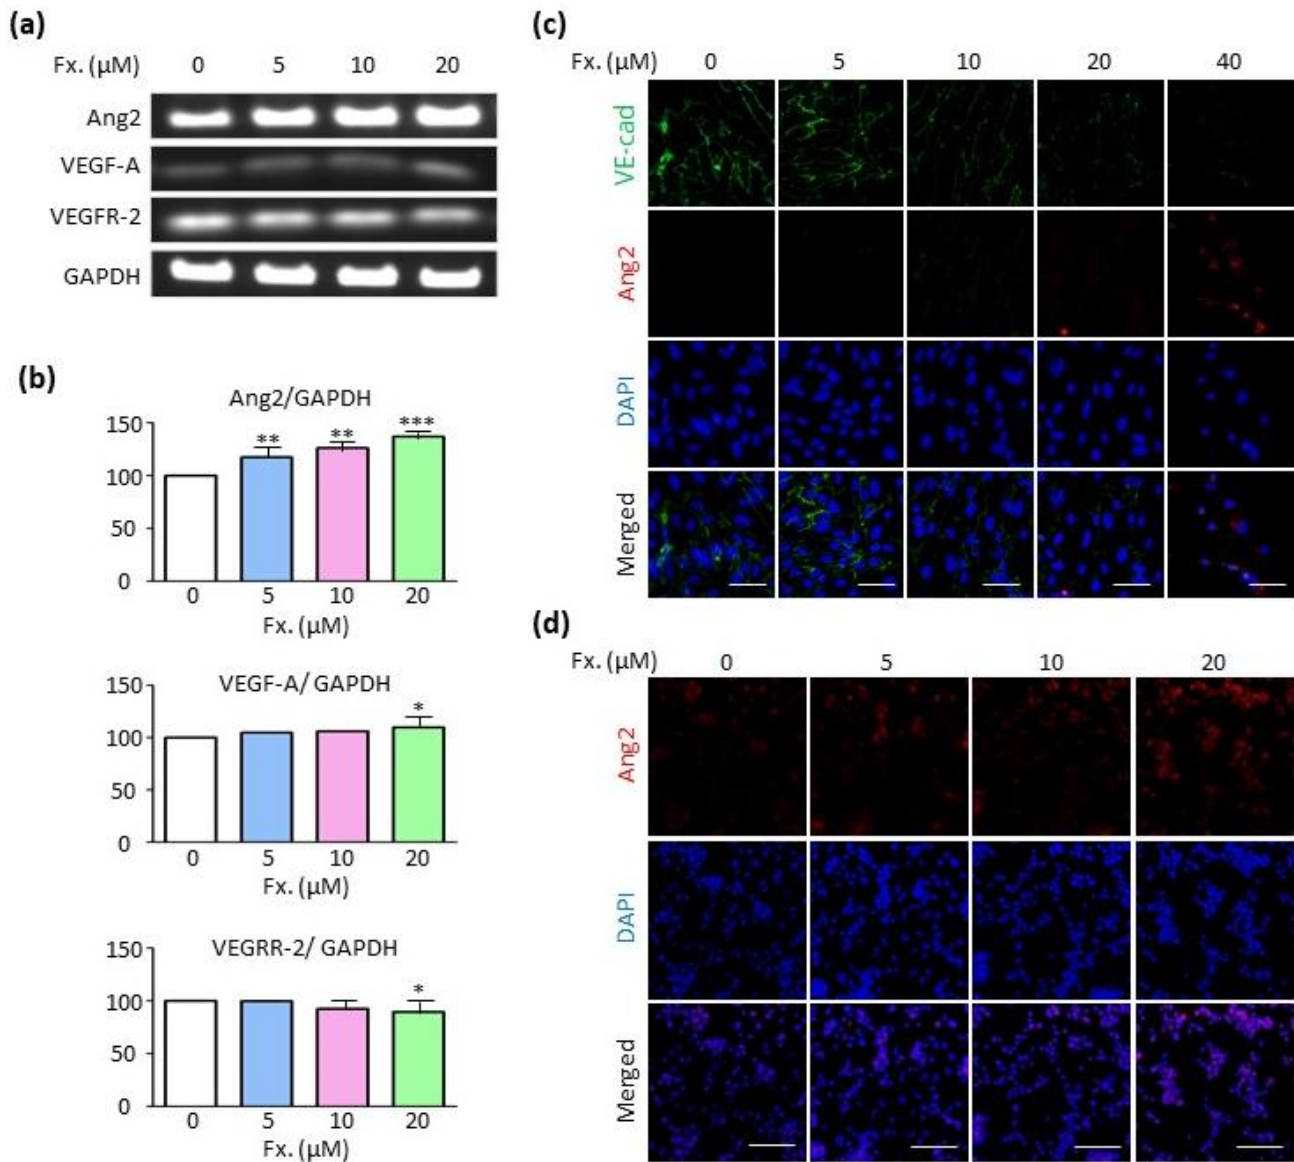 (a)
Fx. (μM) 0 5 10 20
Ang2
VEGF-A
VEGFR-2
GAPDH
(b)
Ang2/GAPDH
150
100
50
0
** ** ***
0 5 10 20
Fx. (μM)
VEGF-A/ GAPDH
150
100
50
0
*
0 5 10 20
Fx. (μM)
VEGRR-2/ GAPDH
150
100
50
0
*
0 5 10 20
Fx. (μM)
(c)
Fx. (μM) 0 5 10 20 40
VE-cad
Ang2
DAPI
Merged
(d)
Fx. (μM) 0 5 10 20
Ang2
DAPI
Merged